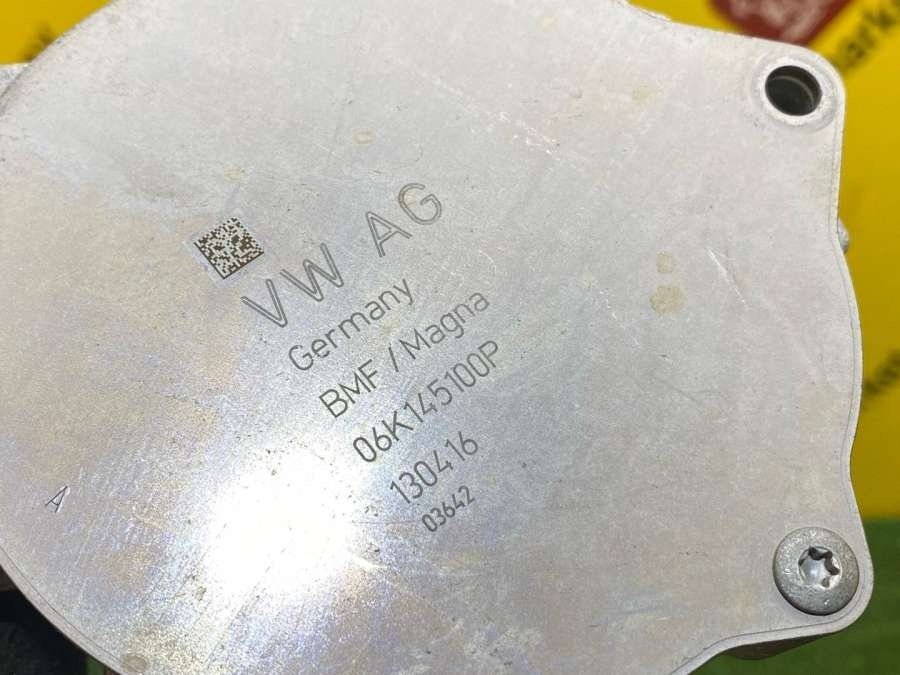 VW AG
Germany
BMF / Magna
06K145100P
130416
03642
A